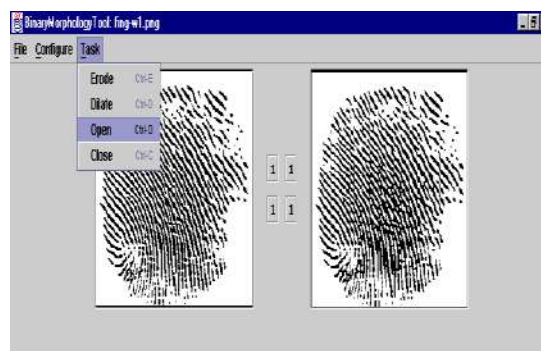 BinaryMorphologyTool: fing-w1.png
File Configure Task
Erode Ctrl-E
Dilate Ctrl-D
Open Ctrl-O
Close Ctrl-C
1 1
1 1